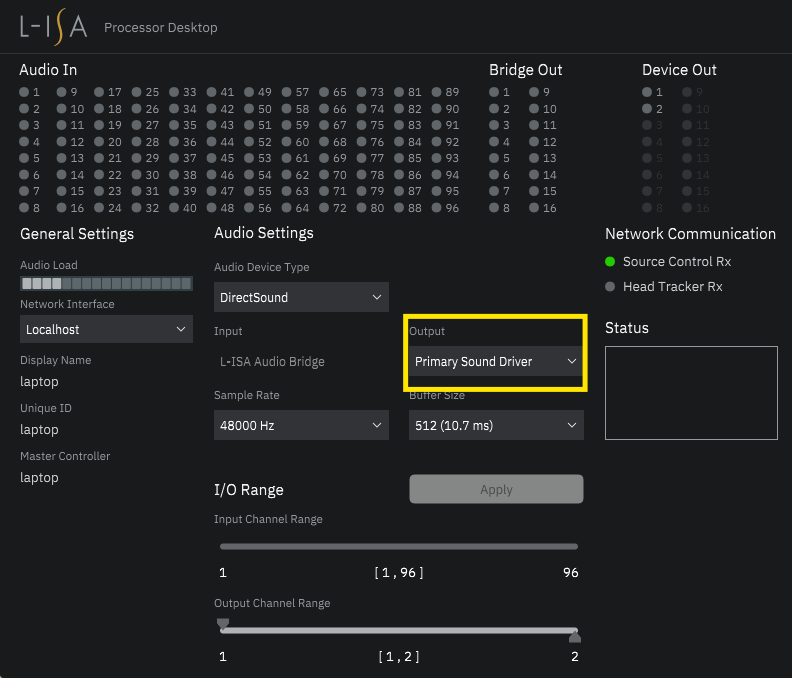 L-ISA Processor Desktop
Audio In
Bridge Out
Device Out
1 9 17 25 33 41 49 57 65 73 81 89 1 9 1 9
2 10 18 26 34 42 50 58 66 74 82 90 2 10 2 10
3 11 19 27 35 43 51 59 67 75 83 91 3 11 3 11
4 12 20 28 36 44 52 60 68 76 84 92 4 12 4 12
5 13 21 29 37 45 53 61 69 77 85 93 5 13 5 13
6 14 22 30 38 46 54 62 70 78 86 94 6 14 6 14
7 15 23 31 39 47 55 63 71 79 87 95 7 15 7 15
8 16 24 32 40 48 56 64 72 80 88 96 8 16 8 16
General Settings
Audio Load
Network Interface
Localhost
Display Name
laptop
Unique ID
laptop
Master Controller
laptop
Audio Settings
Audio Device Type
DirectSound
Input
L-ISA Audio Bridge
Output
Primary Sound Driver
Sample Rate
48000 Hz
Buffer Size
512 (10.7 ms)
I/O Range
Apply
Input Channel Range
1 [1,96] 96
Output Channel Range
1 [1,2] 2
Network Communication
Source Control Rx
Head Tracker Rx
Status